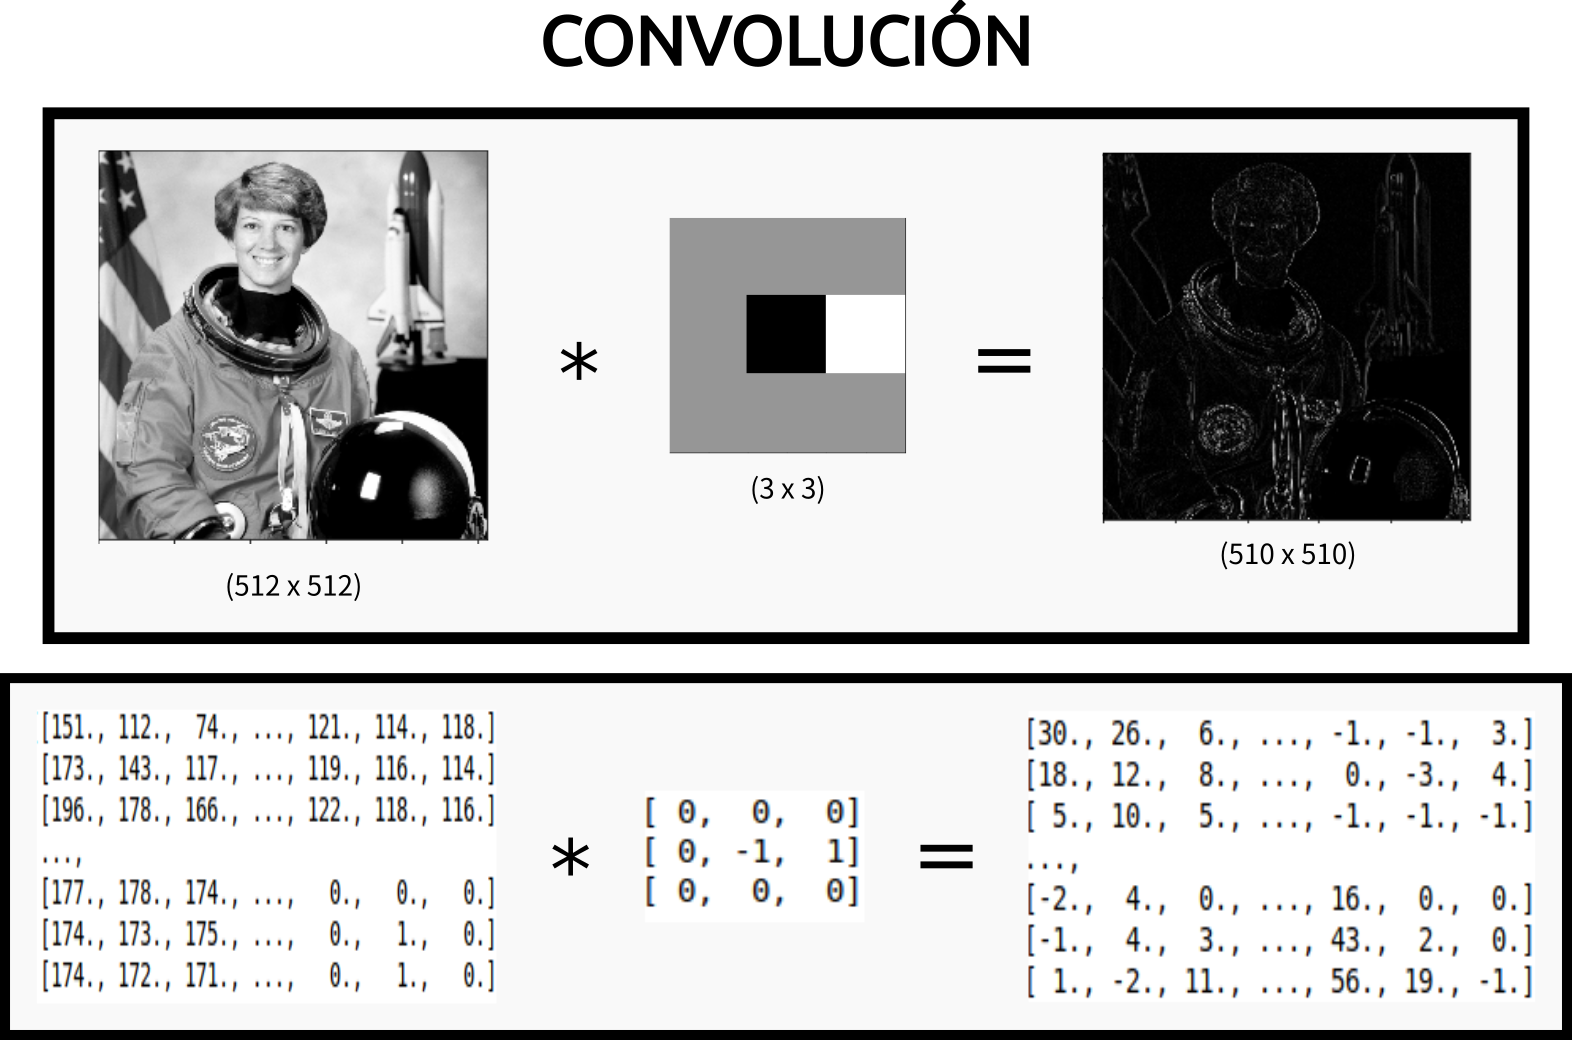 CONVOLUCIÓN
*
=
(3 x 3)
(510 x 510)
(512 x 512)
[151., 112.,  74., ..., 121., 114., 118.]
[173., 143., 117., ..., 119., 116., 114.]
[196., 178., 166., ..., 122., 118., 116.]
...,
[177., 178., 174., ...,   0.,   0.,   0.]
[174., 173., 175., ...,   0.,   1.,   0.]
[174., 172., 171., ...,   0.,   1.,   0.]
*
[ 0,  0,  0]
[ 0, -1,  1]
[ 0,  0,  0]
=
[30., 26.,  6., ..., -1., -1.,  3.]
[18., 12.,  8., ...,  0., -3.,  4.]
[ 5., 10.,  5., ..., -1., -1., -1.]
...,
[-2.,  4.,  0., ..., 16.,  0.,  0.]
[-1.,  4.,  3., ..., 43.,  2.,  0.]
[ 1., -2., 11., ..., 56., 19., -1.]